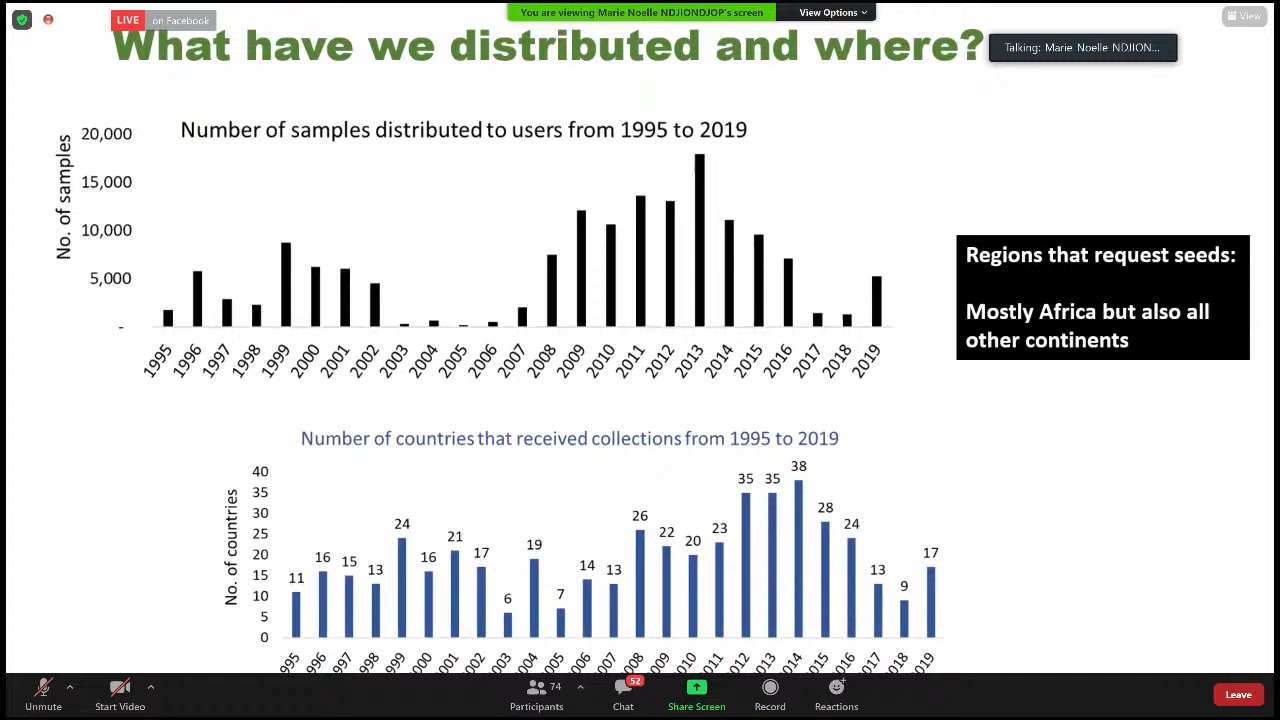 LIVE on Facebook
You are viewing Marie Noelle NDJIONDJOP's screen
View Options
View
What have we distributed and where?
Talking: Marie Noelle NDJION...
Number of samples distributed to users from 1995 to 2019
No. of samples
20,000
15,000
10,000
5,000
-
1995 1996 1997 1998 1999 2000 2001 2002 2003 2004 2005 2006 2007 2008 2009 2010 2011 2012 2013 2014 2015 2016 2017 2018 2019
Regions that request seeds:
Mostly Africa but also all
other continents
Number of countries that received collections from 1995 to 2019
No. of countries
40
35
30
25
20
15
10
5
0
11 16 15 13 24 16 21 17 6 19 7 14 13 26 22 20 23 35 35 38 28 24 13 9 17
995 996 997 998 999 000 001 002 003 004 005 006 007 008 009 010 011 2012 2013 2014 015 016 017 018 019
Unmute
Start Video
74
Participants
52
Chat
Share Screen
Record
Reactions
Leave